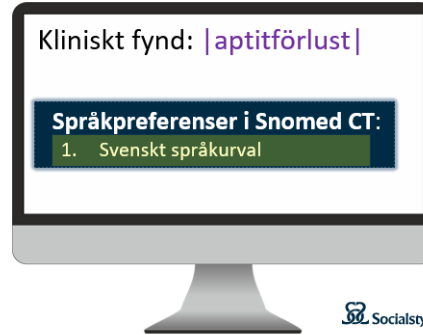 Kliniskt fynd: |aptitförlust|
Språkpreferenser i Snomed CT:
1. Svenskt språkurval